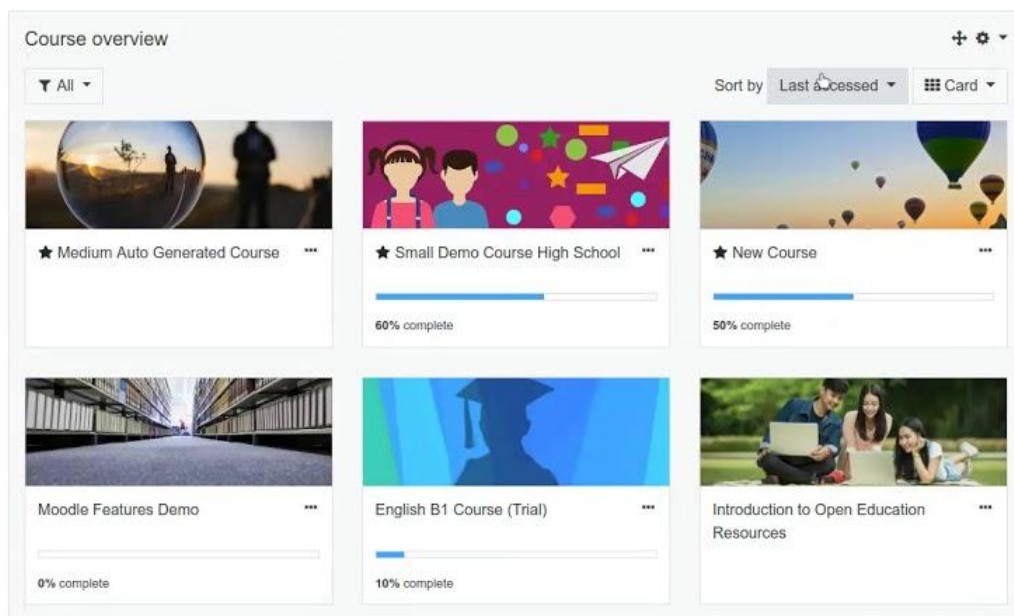 Course overview
All
Sort by Last accessed Card
Medium Auto Generated Course
Small Demo Course High School
New Course
60% complete
50% complete
Moodle Features Demo
English B1 Course (Trial)
Introduction to Open Education
Resources
0% complete
10% complete